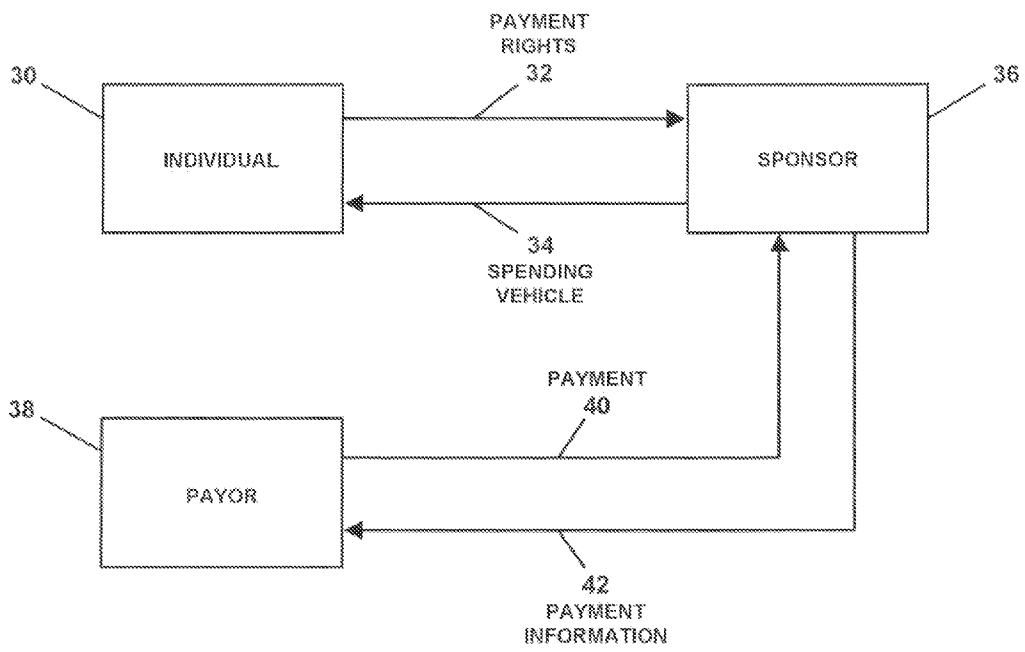 PAYMENT
RIGHTS
32
30
36
INDIVIDUAL
SPONSOR
34
SPENDING
VEHICLE
PAYMENT
40
38
PAYOR
42
PAYMENT
INFORMATION